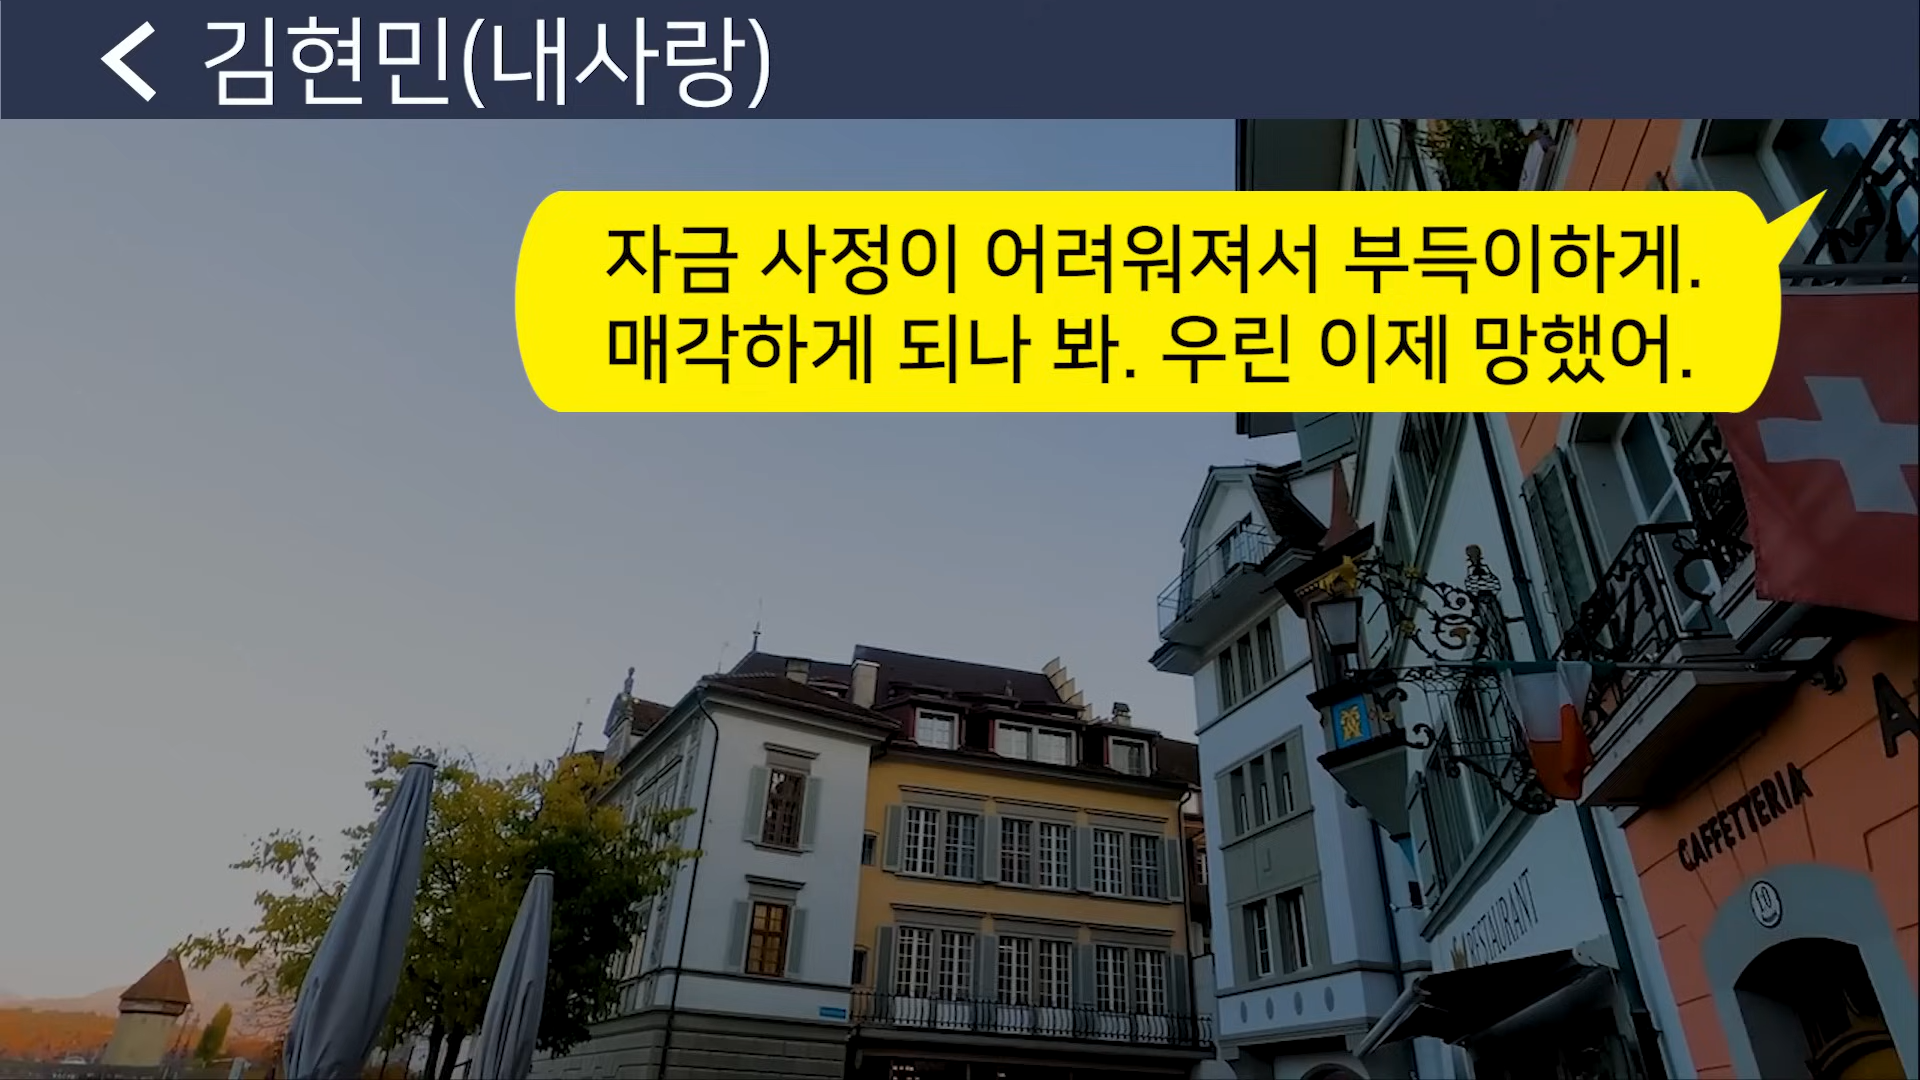 김현민(내사랑)
자금 사정이 어려워져서 부득이하게.
매각하게 되나 봐. 우린 이제 망했어.
CAFFETTERIA
RESTAURANT